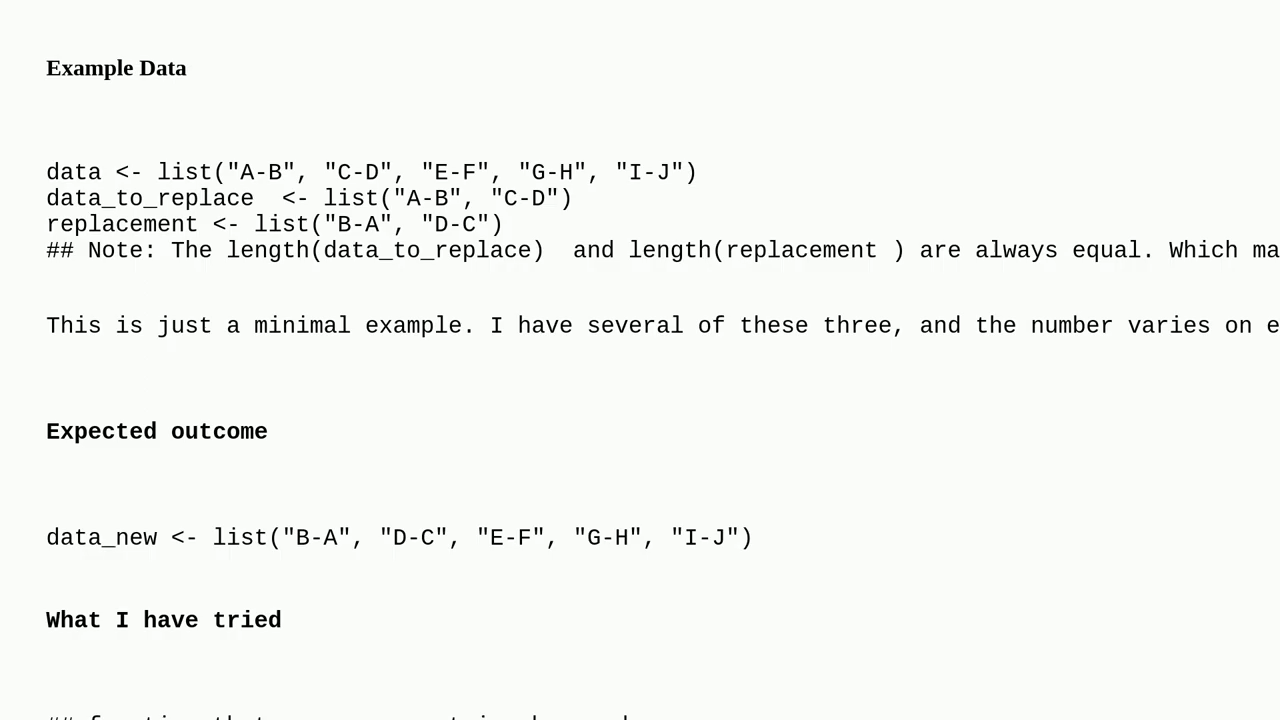 Example Data
data <- list("A-B", "C-D", "E-F", "G-H", "I-J")
data_to_replace  <- list("A-B", "C-D")
replacement <- list("B-A", "D-C")
## Note: The length(data_to_replace)  and length(replacement ) are always equal. Which ma
This is just a minimal example. I have several of these three, and the number varies on e
Expected outcome
data_new <- list("B-A", "D-C", "E-F", "G-H", "I-J")
What I have tried